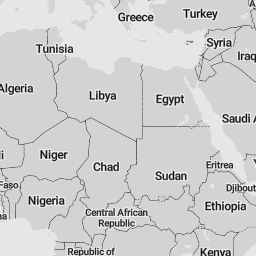 Greece
Turkey
Tunisia
Syria
Iraq
Algeria
Libya
Egypt
Saudi A
Niger
Chad
Sudan
Eritrea
Faso
Nigeria
Djibout
Central African
Republic
Ethiopia
Republic of
Kenya